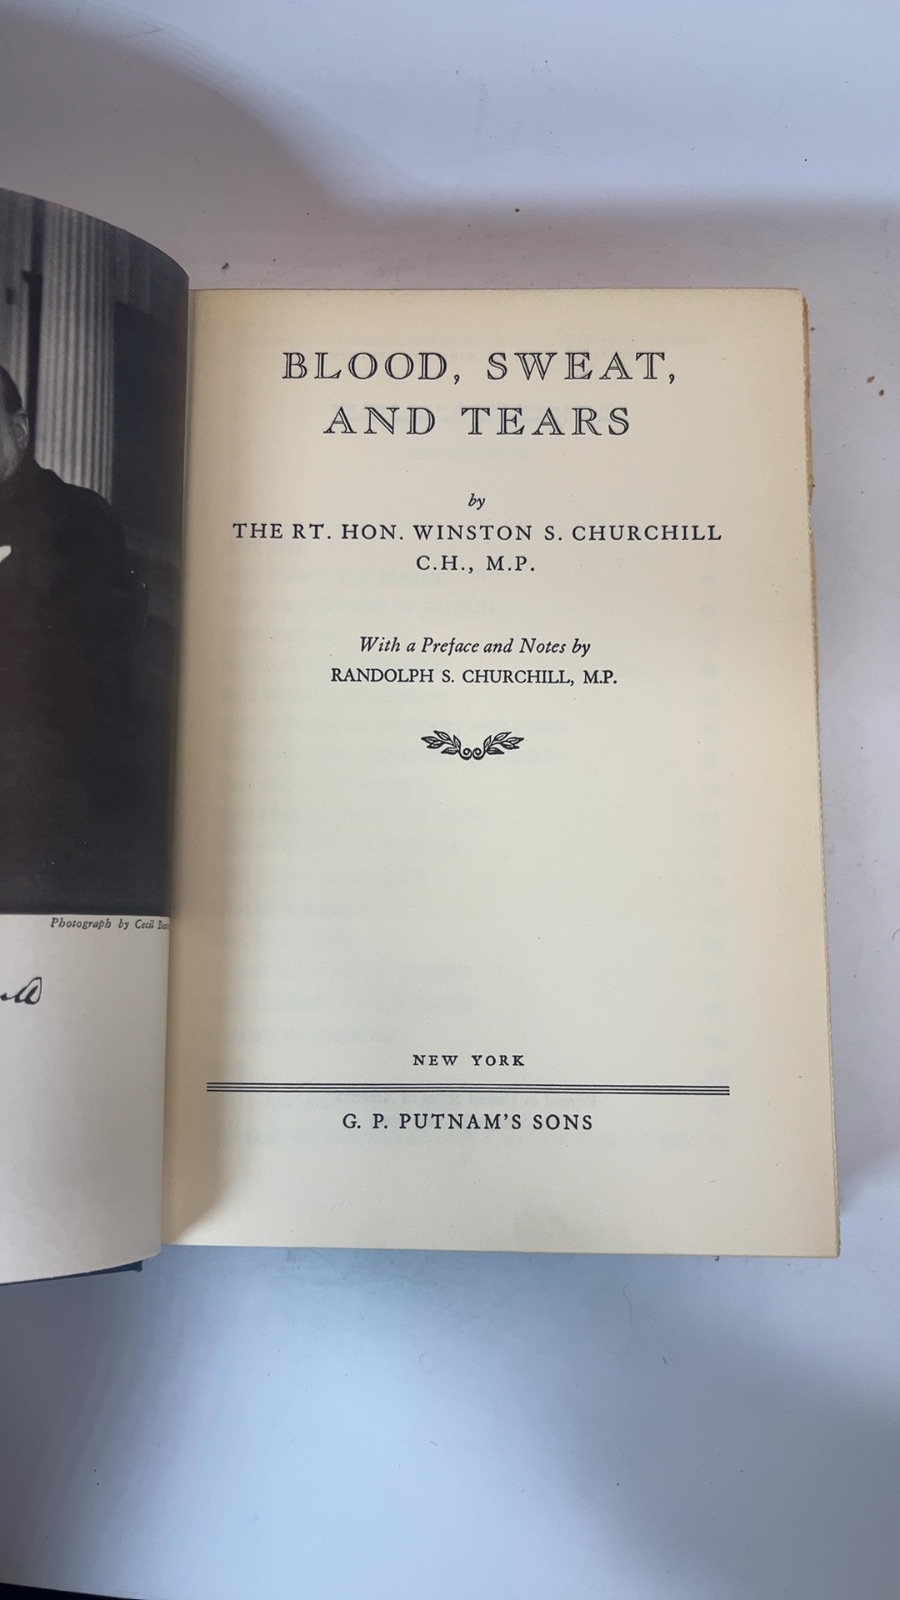 BLOOD, SWEAT,
AND TEARS
by
THE RT. HON. WINSTON S. CHURCHILL
C.H., M.P.
With a Preface and Notes by
RANDOLPH S. CHURCHILL, M.P.
Photograph by Cecil
NEW YORK
G. P. PUTNAM'S SONS